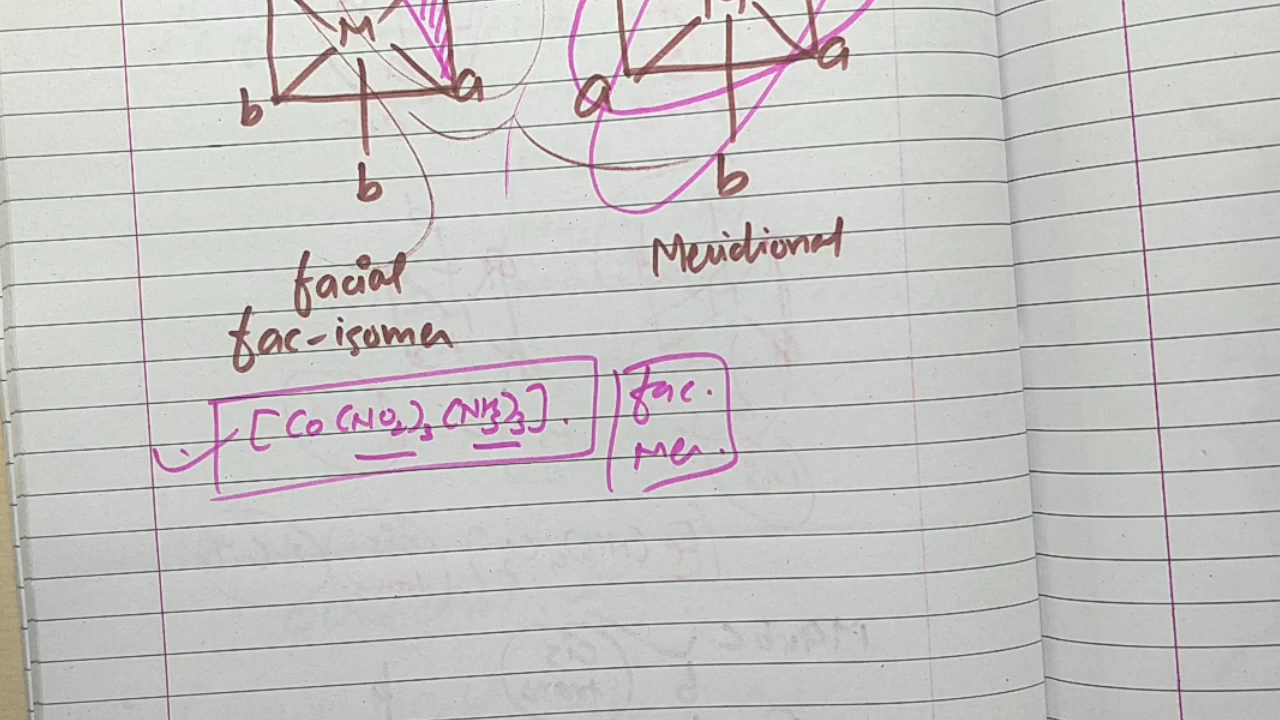 M
b a
b
a a
b
facial
fac-isomer
Meridional
[Co(NO2)3(NH3)3].
fac.
mer.